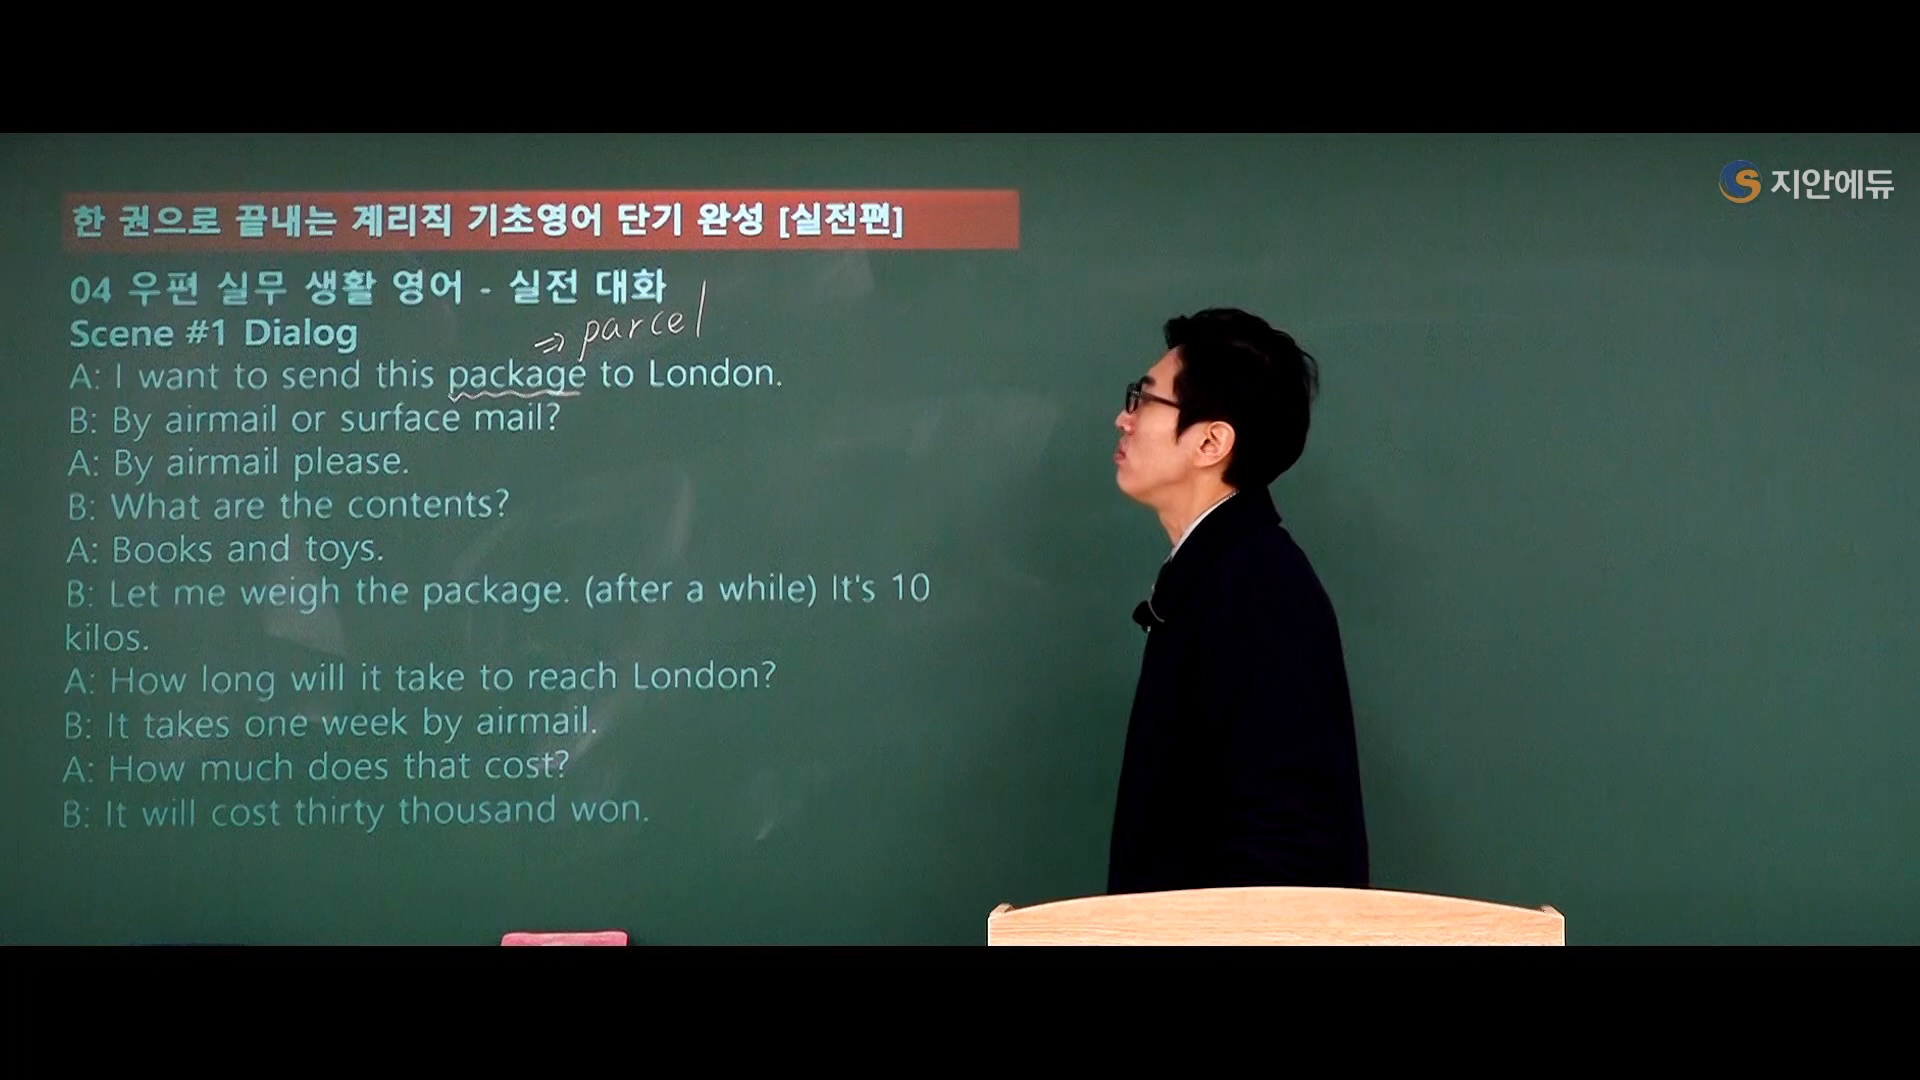 지안에듀
한 권으로 끝내는 계리직 기초영어 단기 완성 [실전편]
04 우편 실무 생활 영어 - 실전 대화
Scene #1 Dialog
⇒ parcel
A: I want to send this package to London.
B: By airmail or surface mail?
A: By airmail please.
B: What are the contents?
A: Books and toys.
B: Let me weigh the package. (after a while) It's 10
kilos.
A: How long will it take to reach London?
B: It takes one week by airmail.
A: How much does that cost?
B: It will cost thirty thousand won.